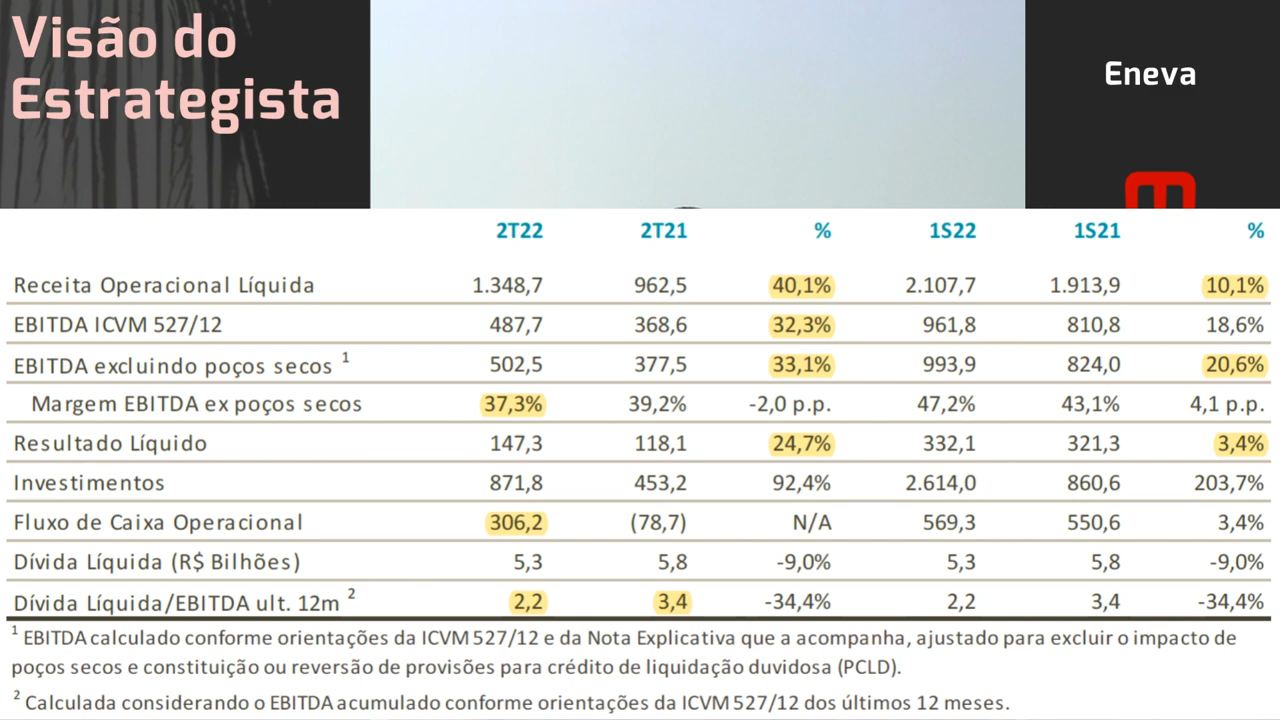 Visão do
Estrategista
Eneva
2T22 2T21 % 1S22 1S21 %
Receita Operacional Líquida 1.348,7 962,5 40,1% 2.107,7 1.913,9 10,1%
EBITDA ICVM 527/12 487,7 368,6 32,3% 961,8 810,8 18,6%
EBITDA excluindo poços secos ¹ 502,5 377,5 33,1% 993,9 824,0 20,6%
Margem EBITDA ex poços secos 37,3% 39,2% -2,0 p.p. 47,2% 43,1% 4,1 p.p.
Resultado Líquido 147,3 118,1 24,7% 332,1 321,3 3,4%
Investimentos 871,8 453,2 92,4% 2.614,0 860,6 203,7%
Fluxo de Caixa Operacional 306,2 (78,7) N/A 569,3 550,6 3,4%
Dívida Líquida (R$ Bilhões) 5,3 5,8 -9,0% 5,3 5,8 -9,0%
Dívida Líquida/EBITDA ult. 12m ² 2,2 3,4 -34,4% 2,2 3,4 -34,4%
¹ EBITDA calculado conforme orientações da ICVM 527/12 e da Nota Explicativa que a acompanha, ajustado para excluir o impacto de
poços secos e constituição ou reversão de provisões para crédito de liquidação duvidosa (PCLD).
² Calculada considerando o EBITDA acumulado conforme orientações da ICVM 527/12 dos últimos 12 meses.